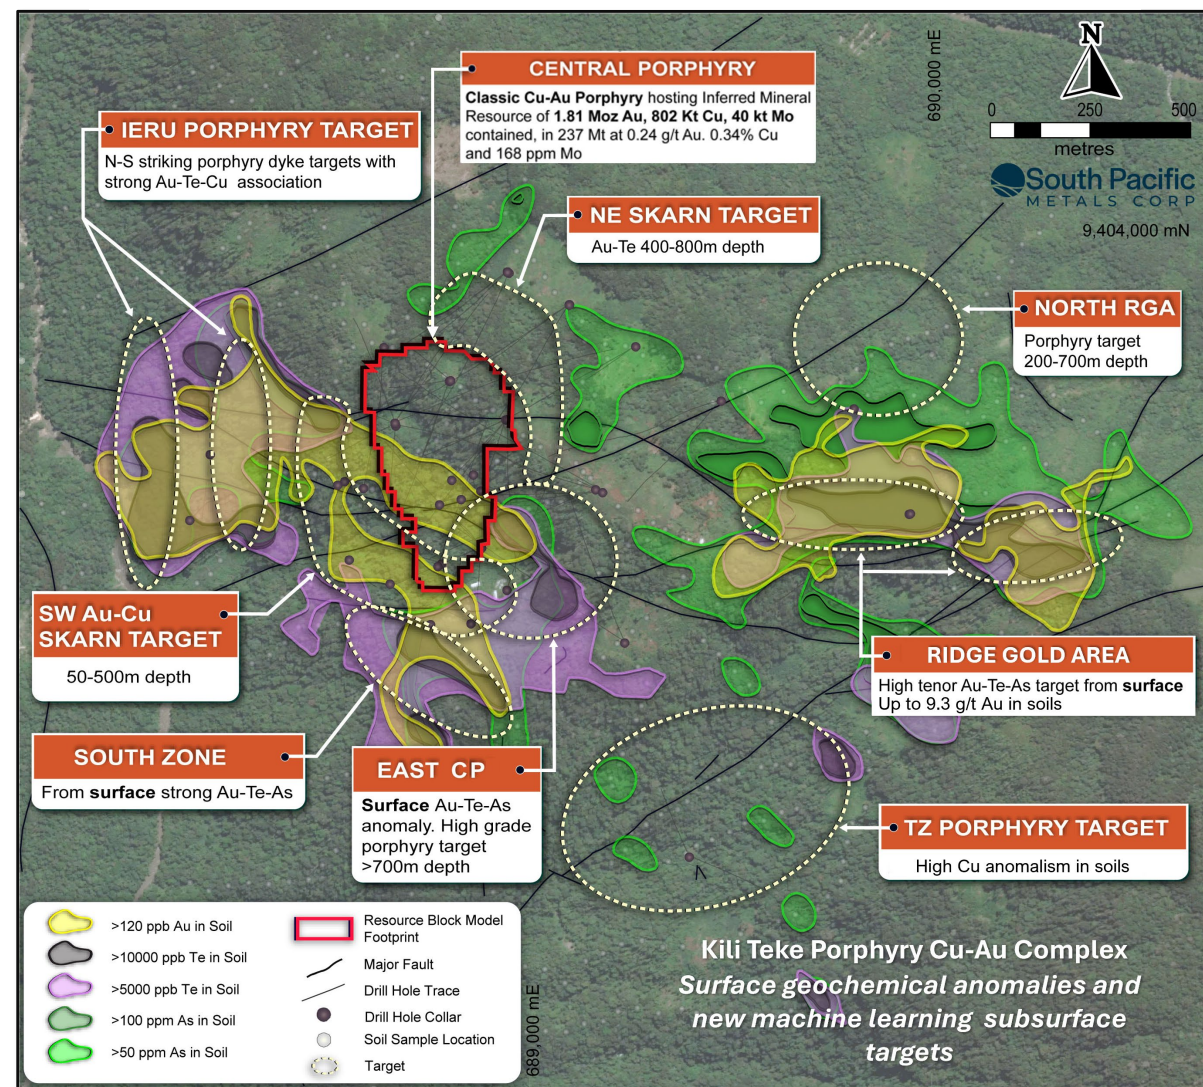 CENTRAL PORPHYRY
Classic Cu-Au Porphyry hosting Inferred Mineral
Resource of 1.81 Moz Au, 802 Kt Cu, 40 kt Mo
contained, in 237 Mt at 0.24 g/t Au. 0.34% Cu
and 168 ppm Mo
690,000 mE
N
0 250 500
metres
South Pacific
METALS CORP
9,404,000 mN
IERU PORPHYRY TARGET
N-S striking porphyry dyke targets with
strong Au-Te-Cu association
NE SKARN TARGET
Au-Te 400-800m depth
NORTH RGA
Porphyry target
200-700m depth
SW Au-Cu
SKARN TARGET
50-500m depth
RIDGE GOLD AREA
High tenor Au-Te-As target from surface
Up to 9.3 g/t Au in soils
SOUTH ZONE
From surface strong Au-Te-As
EAST CP
Surface Au-Te-As
anomaly. High grade
porphyry target
>700m depth
TZ PORPHYRY TARGET
High Cu anomalism in soils
>120 ppb Au in Soil
>10000 ppb Te in Soil
>5000 ppb Te in Soil
>100 ppm As in Soil
>50 ppm As in Soil
Resource Block Model
Footprint
Major Fault
Drill Hole Trace
Drill Hole Collar
Soil Sample Location
Target
689,000 mE
Kili Teke Porphyry Cu-Au Complex
Surface geochemical anomalies and
new machine learning subsurface
targets